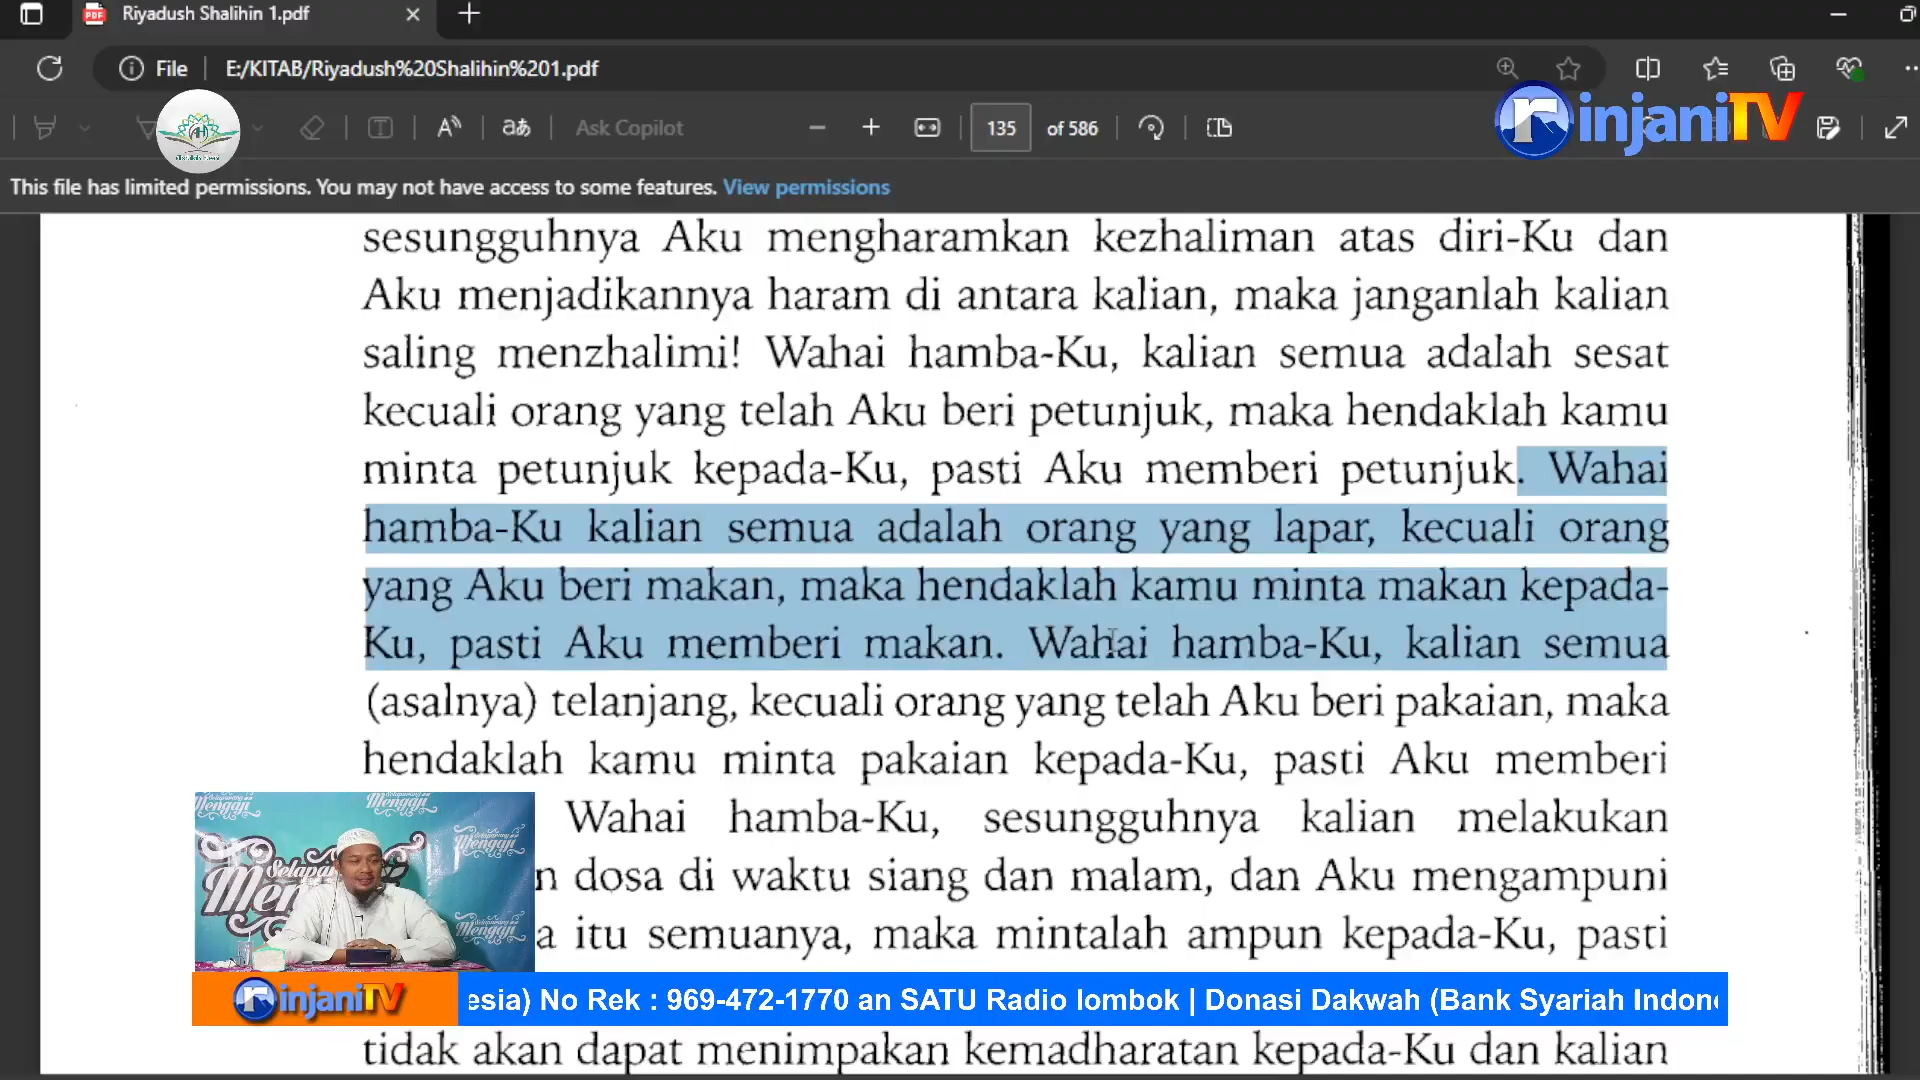 Riyadush Shalihin 1.pdf
File
E:/KITAB/Riyadush%20Shalihin%201.pdf
Ask Copilot
135 of 586
rinjaniTV
This file has limited permissions. You may not have access to some features. View permissions
sesungguhnya Aku mengharamkan kezhaliman atas diri-Ku dan
Aku menjadikannya haram di antara kalian, maka janganlah kalian
saling menzhalimi! Wahai hamba-Ku, kalian semua adalah sesat
kecuali orang yang telah Aku beri petunjuk, maka hendaklah kamu
minta petunjuk kepada-Ku, pasti Aku memberi petunjuk. Wahai
hamba-Ku kalian semua adalah orang yang lapar, kecuali orang
yang Aku beri makan, maka hendaklah kamu minta makan kepada-
Ku, pasti Aku memberi makan. Wahai hamba-Ku, kalian semua
(asalnya) telanjang, kecuali orang yang telah Aku beri pakaian, maka
hendaklah kamu minta pakaian kepada-Ku, pasti Aku memberi
Wahai hamba-Ku, sesungguhnya kalian melakukan
n dosa di waktu siang dan malam, dan Aku mengampuni
a itu semuanya, maka mintalah ampun kepada-Ku, pasti
Mengaji
Mengaji
Mengaji
Mengaji
rinjaniTV
esia) No Rek : 969-472-1770 an SATU Radio lombok | Donasi Dakwah (Bank Syariah Indon
tidak akan dapat menimpakan kemadharatan kepada-Ku dan kalian